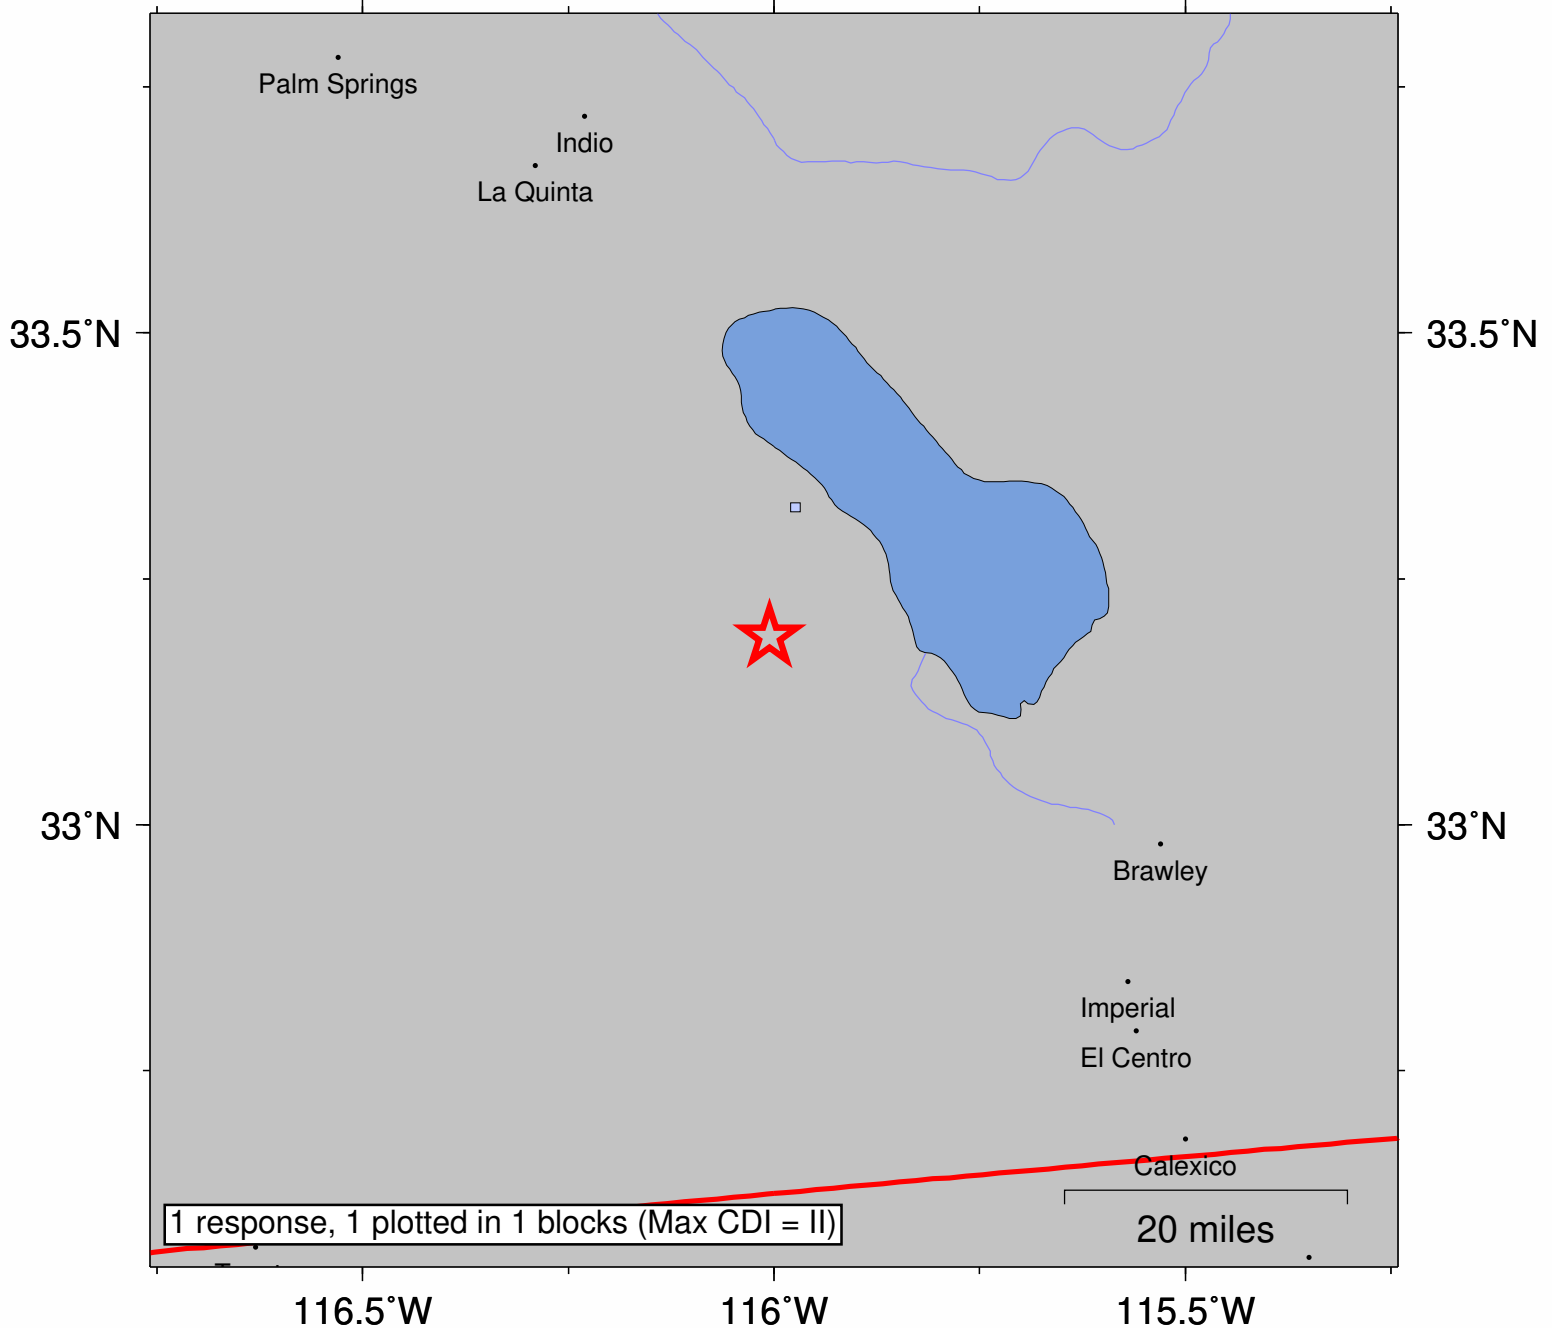 Palm Springs
Indio
La Quinta
33.5°N
33.5°N
33°N
33°N
Brawley
Imperial
El Centro
Calexico
1 response, 1 plotted in 1 blocks (Max CDI = II)
20 miles
116.5°W
116°W
115.5°W